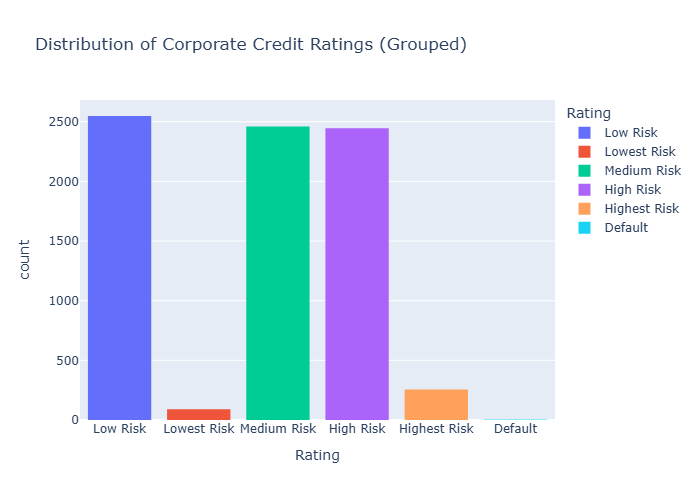 Distribution of Corporate Credit Ratings (Grouped)
Rating
Low Risk
Lowest Risk
Medium Risk
High Risk
Highest Risk
Default
2500
2000
1500
1000
500
0
count
Low Risk Lowest Risk Medium Risk High Risk Highest Risk Default
Rating